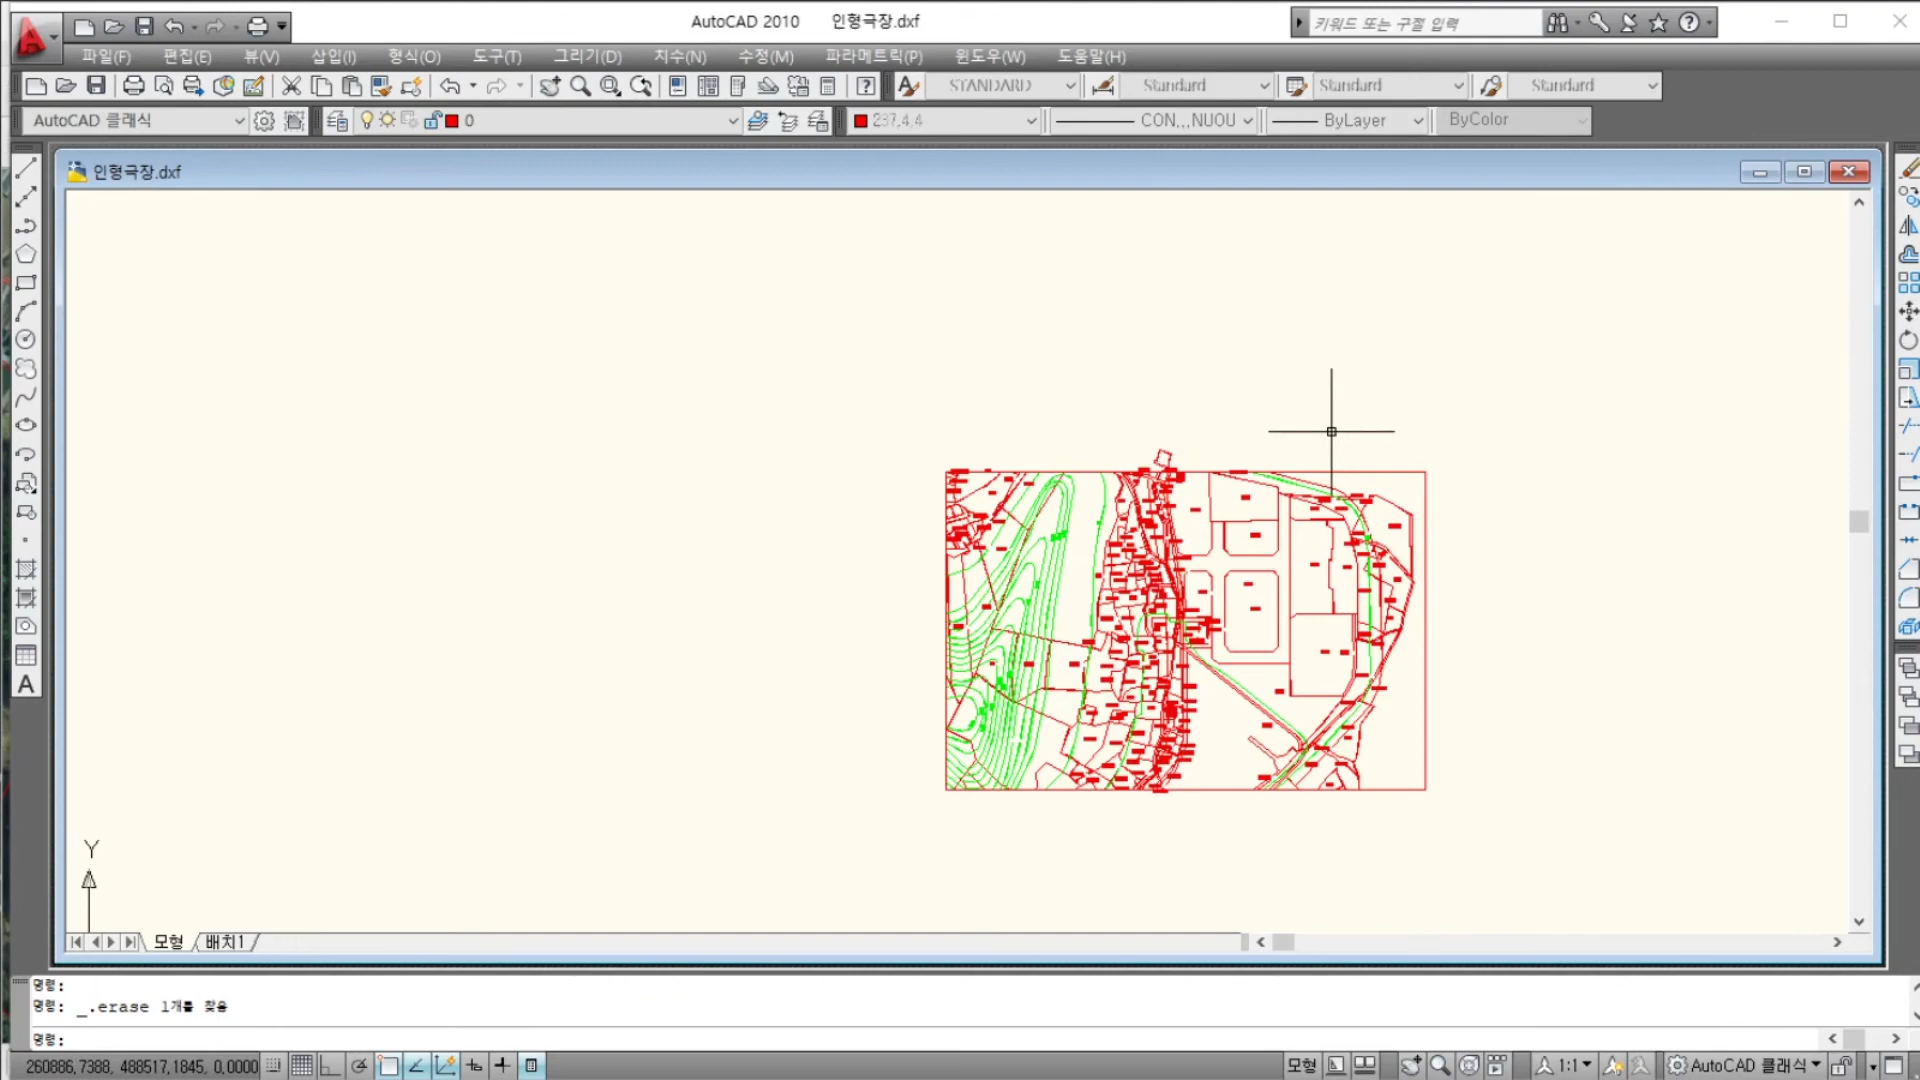 AutoCAD 2010 인형극장.dxf
키워드 또는 구절 입력
파일(F) 편집(E) 뷰(V) 삽입(I) 형식(O) 도구(T) 그리기(D) 치수(N) 수정(M) 파라메트릭(P) 윈도우(W) 도움말(H)
STANDARD Standard Standard Standard
AutoCAD 클래식 0 237,4,4 CON,,,NUOU ByLayer ByColor
인형극장.dxf
Y
모형 배치1
명령:
명령: _.erase 1개를 찾음
명령:
260886,7388, 488517,1845, 0,0000 모형 1:1 AutoCAD 클래식